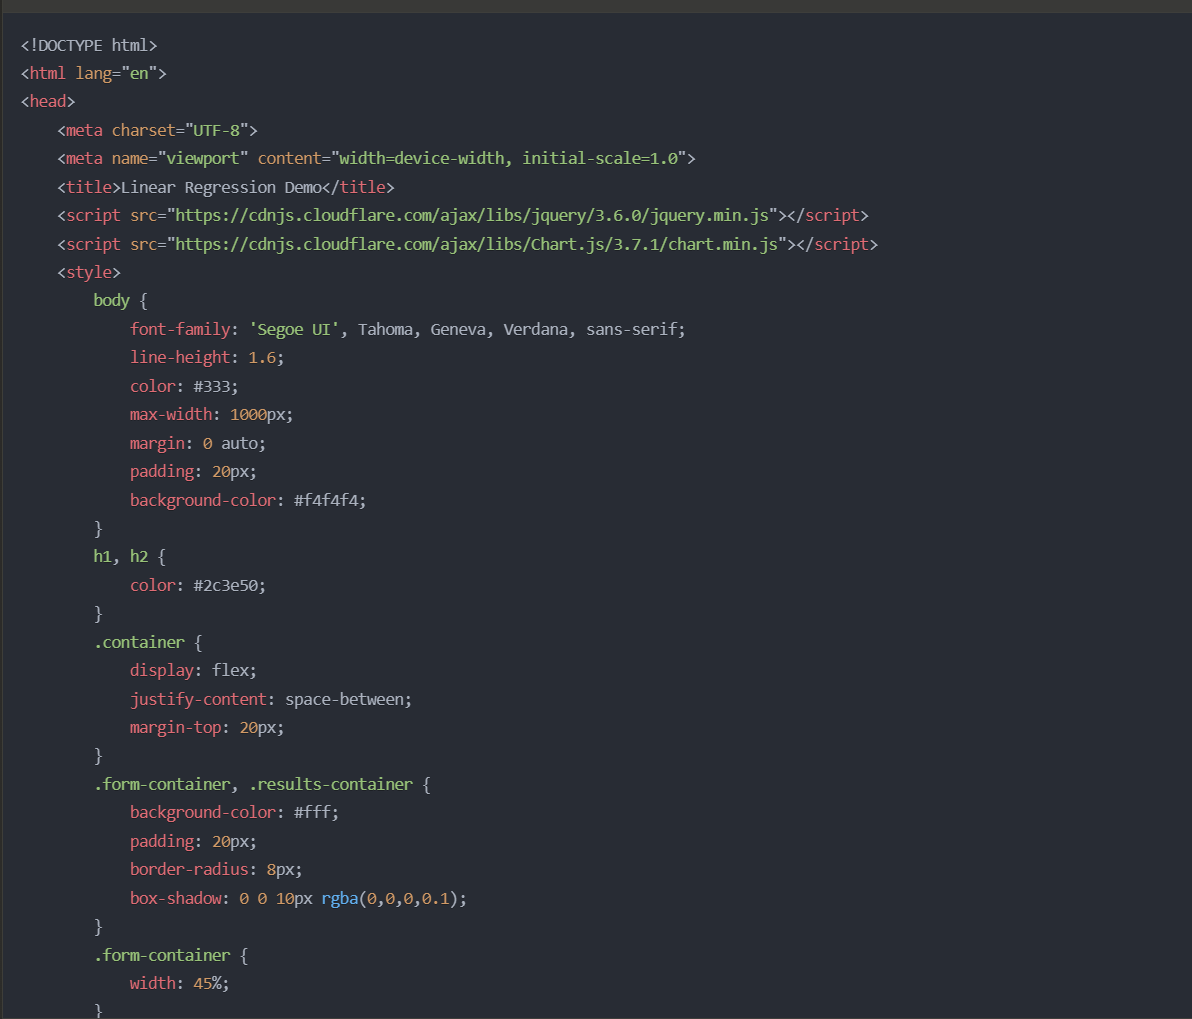 <!DOCTYPE html>
<html lang="en">
<head>
    <meta charset="UTF-8">
    <meta name="viewport" content="width=device-width, initial-scale=1.0">
    <title>Linear Regression Demo</title>
    <script src="https://cdnjs.cloudflare.com/ajax/libs/jquery/3.6.0/jquery.min.js"></script>
    <script src="https://cdnjs.cloudflare.com/ajax/libs/Chart.js/3.7.1/chart.min.js"></script>
    <style>
        body {
            font-family: 'Segoe UI', Tahoma, Geneva, Verdana, sans-serif;
            line-height: 1.6;
            color: #333;
            max-width: 1000px;
            margin: 0 auto;
            padding: 20px;
            background-color: #f4f4f4;
        }
        h1, h2 {
            color: #2c3e50;
        }
        .container {
            display: flex;
            justify-content: space-between;
            margin-top: 20px;
        }
        .form-container, .results-container {
            background-color: #fff;
            padding: 20px;
            border-radius: 8px;
            box-shadow: 0 0 10px rgba(0,0,0,0.1);
        }
        .form-container {
            width: 45%;
        }